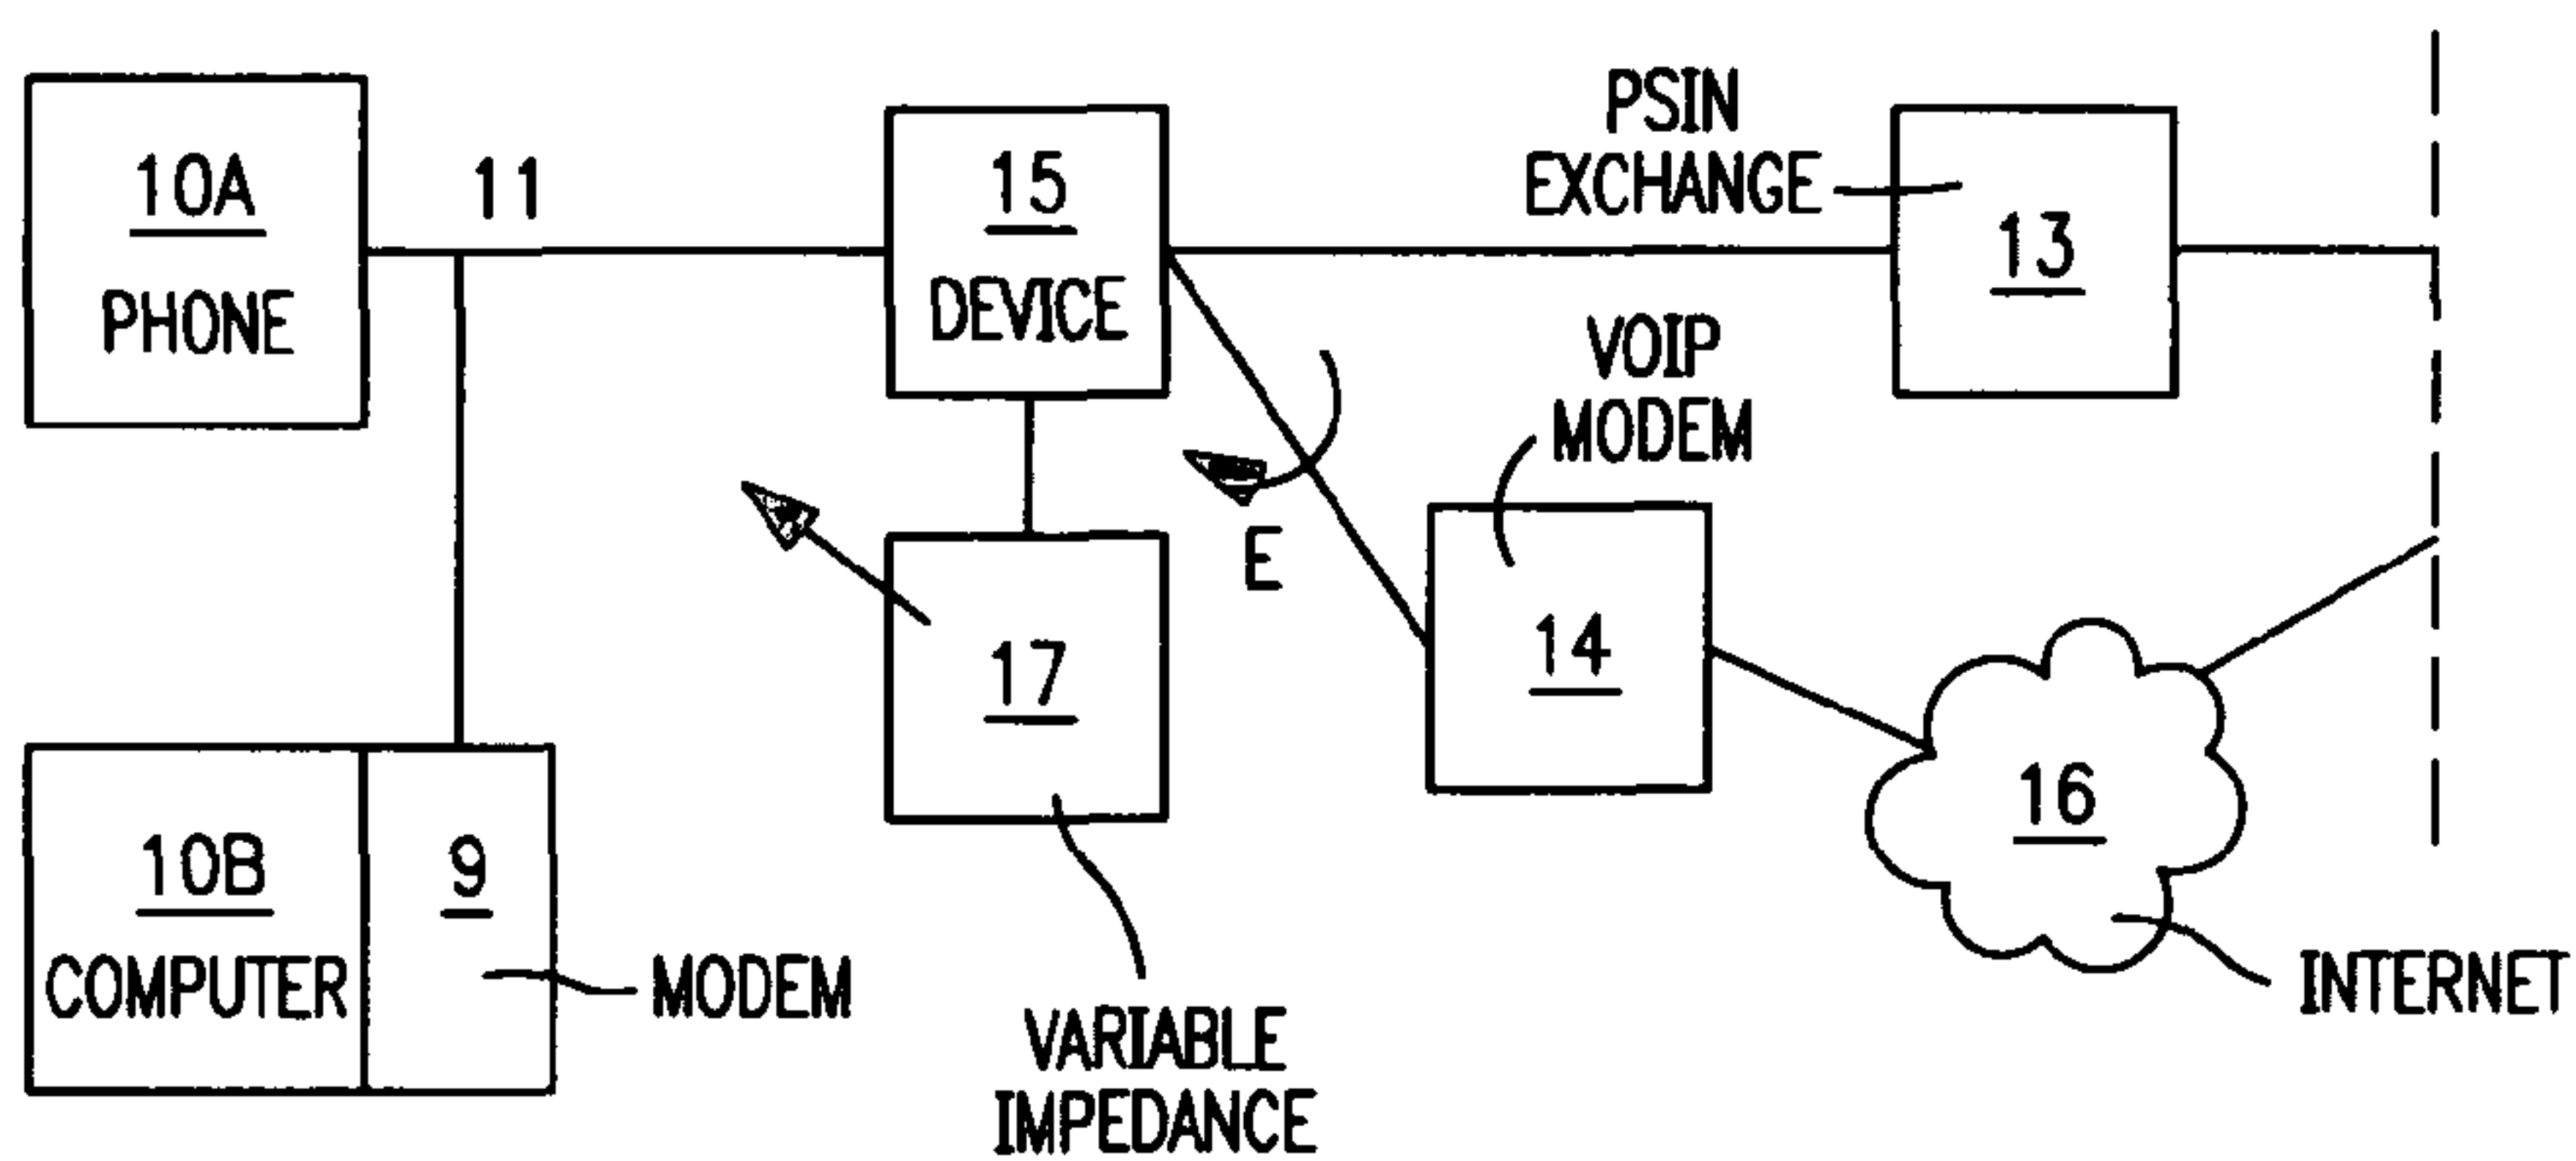 10A
PHONE
11
15
DEVICE
PSIN
EXCHANGE
13
VOIP
MODEM
E
14
17
VARIABLE
IMPEDANCE
16
INTERNET
10B
COMPUTER
9
MODEM